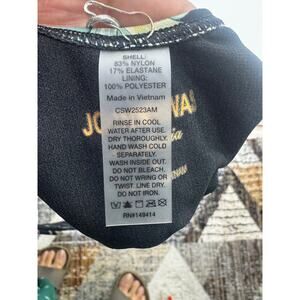 SHELL:
83% NYLON
17% ELASTANE
LINING:
100% POLYESTER
Made in Vietnam
CSW2523AM
RINSE IN COOL
WATER AFTER USE.
DRY THOROUGHLY.
HAND WASH COLD
SEPARATELY.
WASH INSIDE OUT.
DO NOT BLEACH.
DO NOT WRING OR
TWIST. LINE DRY.
DO NOT IRON.
RN#149414